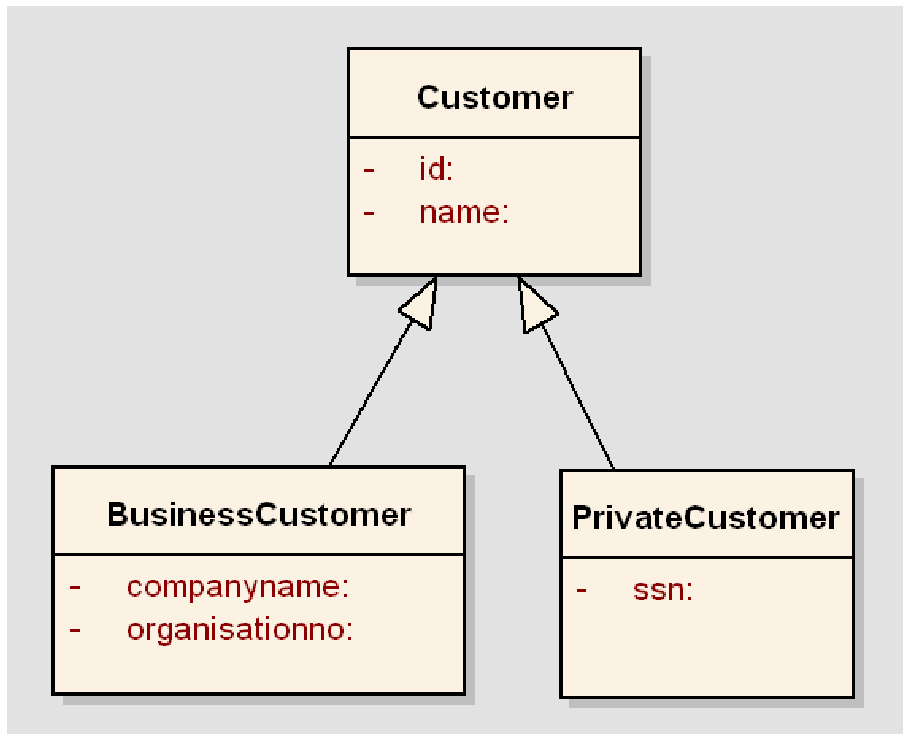 Customer
- id:
- name:
BusinessCustomer
- companyname:
- organisationno:
PrivateCustomer
- ssn: